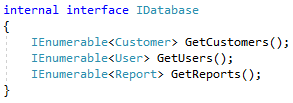 internal interface IDatabase
{
    IEnumerable<Customer> GetCustomers();
    IEnumerable<User> GetUsers();
    IEnumerable<Report> GetReports();
}